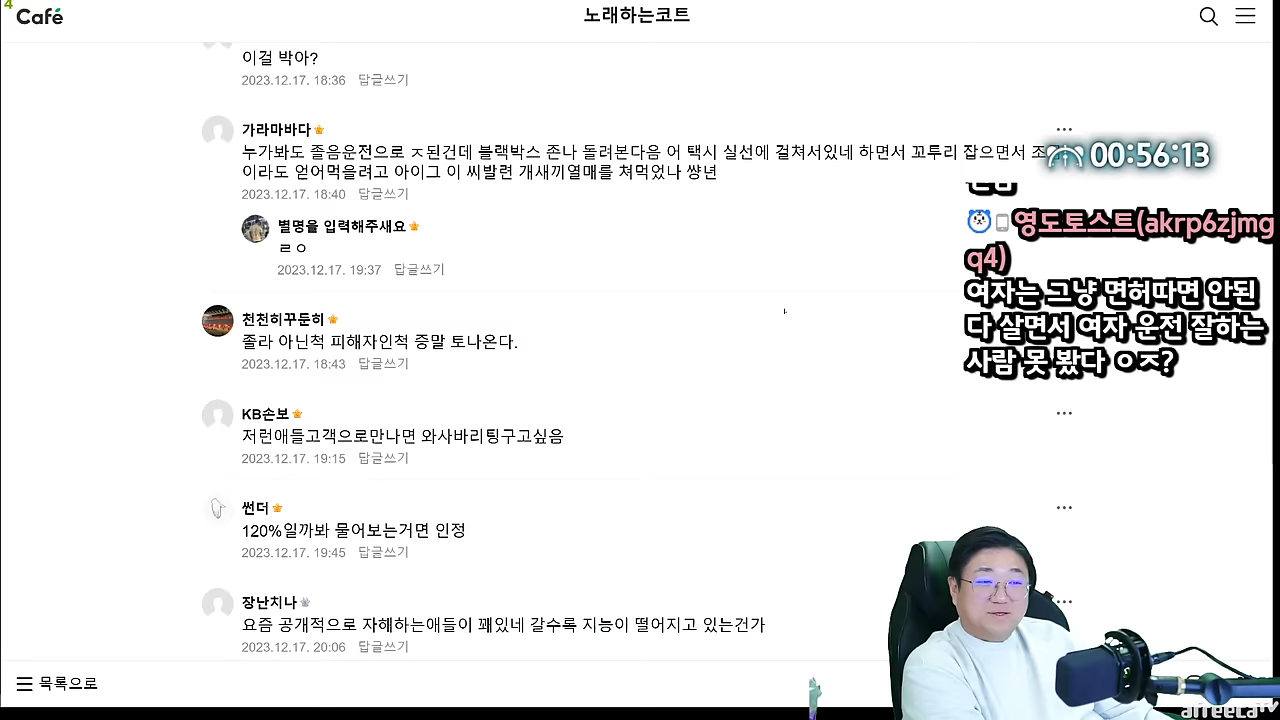 4
Café
노래하는코트
이걸 박아?
2023.12.17. 18:36 답글쓰기
가라마바다
누가봐도 졸음운전으로 ㅈ된건데 블랙박스 존나 돌려본다음 어 택시 실선에 걸쳐서있네 하면서 꼬투리 잡으면서
이라도 얻어먹을려고 아이그 이 씨발련 개새끼열매를 쳐먹었나 썅년
2023.12.17. 18:40 답글쓰기
00:56:13
별명을 입력해주세요
ㄹㅇ
2023.12.17. 19:37 답글쓰기
영도토스트(akrp6zjmg
q4)
여자는 그냥 면허따면 안된
다 살면서 여자 운전 잘하는
사람 못 봤다 ㅇㅈ?
천천히꾸둔히
졸라 아닌척 피해자인척 증말 토나온다.
2023.12.17. 18:43 답글쓰기
KB손보
저런애들고객으로만나면 와사바리팅구고싶음
2023.12.17. 19:15 답글쓰기
썬더
120%일까봐 물어보는거면 인정
2023.12.17. 19:45 답글쓰기
장난치나
요즘 공개적으로 자해하는애들이 꽤있네 갈수록 지능이 떨어지고 있는건가
2023.12.17. 20:06 답글쓰기
목록으로
afreecaTV